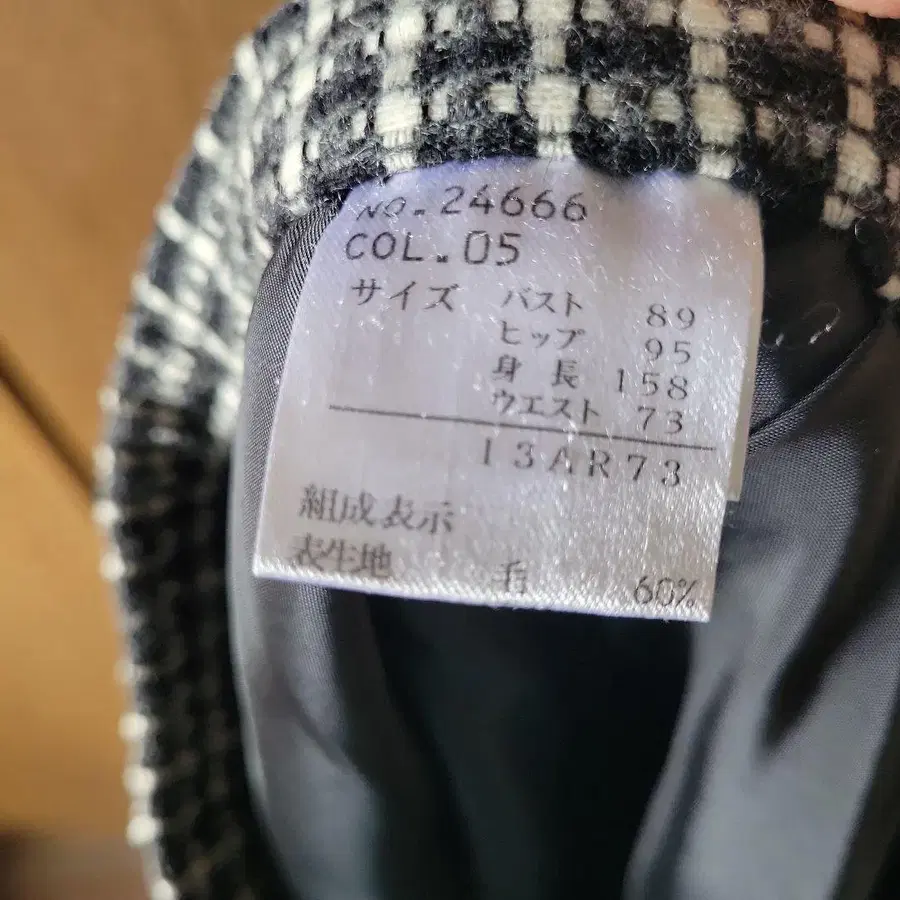 NO. 24666
COL. 05
サイズ バスト 89
ヒップ 95
身長 158
ウエスト 73
13AR73
組成表示
表生地 毛 60%